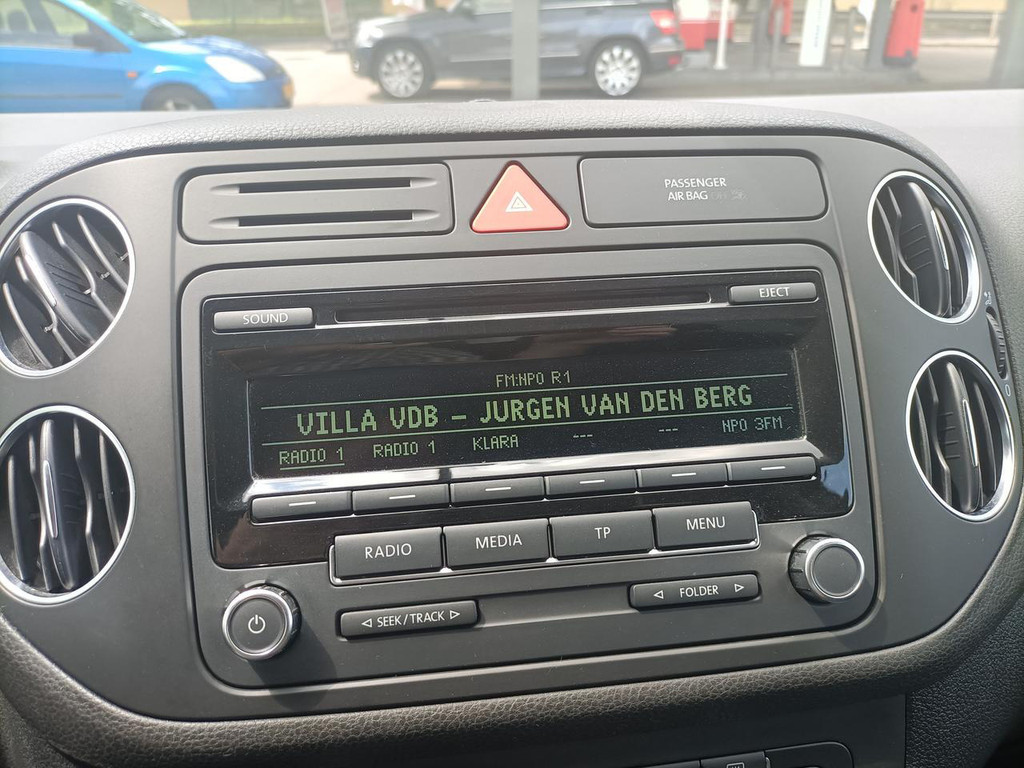 PASSENGER
AIR BAG OFF
SOUND
EJECT
FM:NPO R1
VILLA VDB - JURGEN VAN DEN BERG
RADIO 1 RADIO 1 KLARA --- --- NPO 3FM
RADIO MEDIA TP MENU
SEEK/TRACK FOLDER